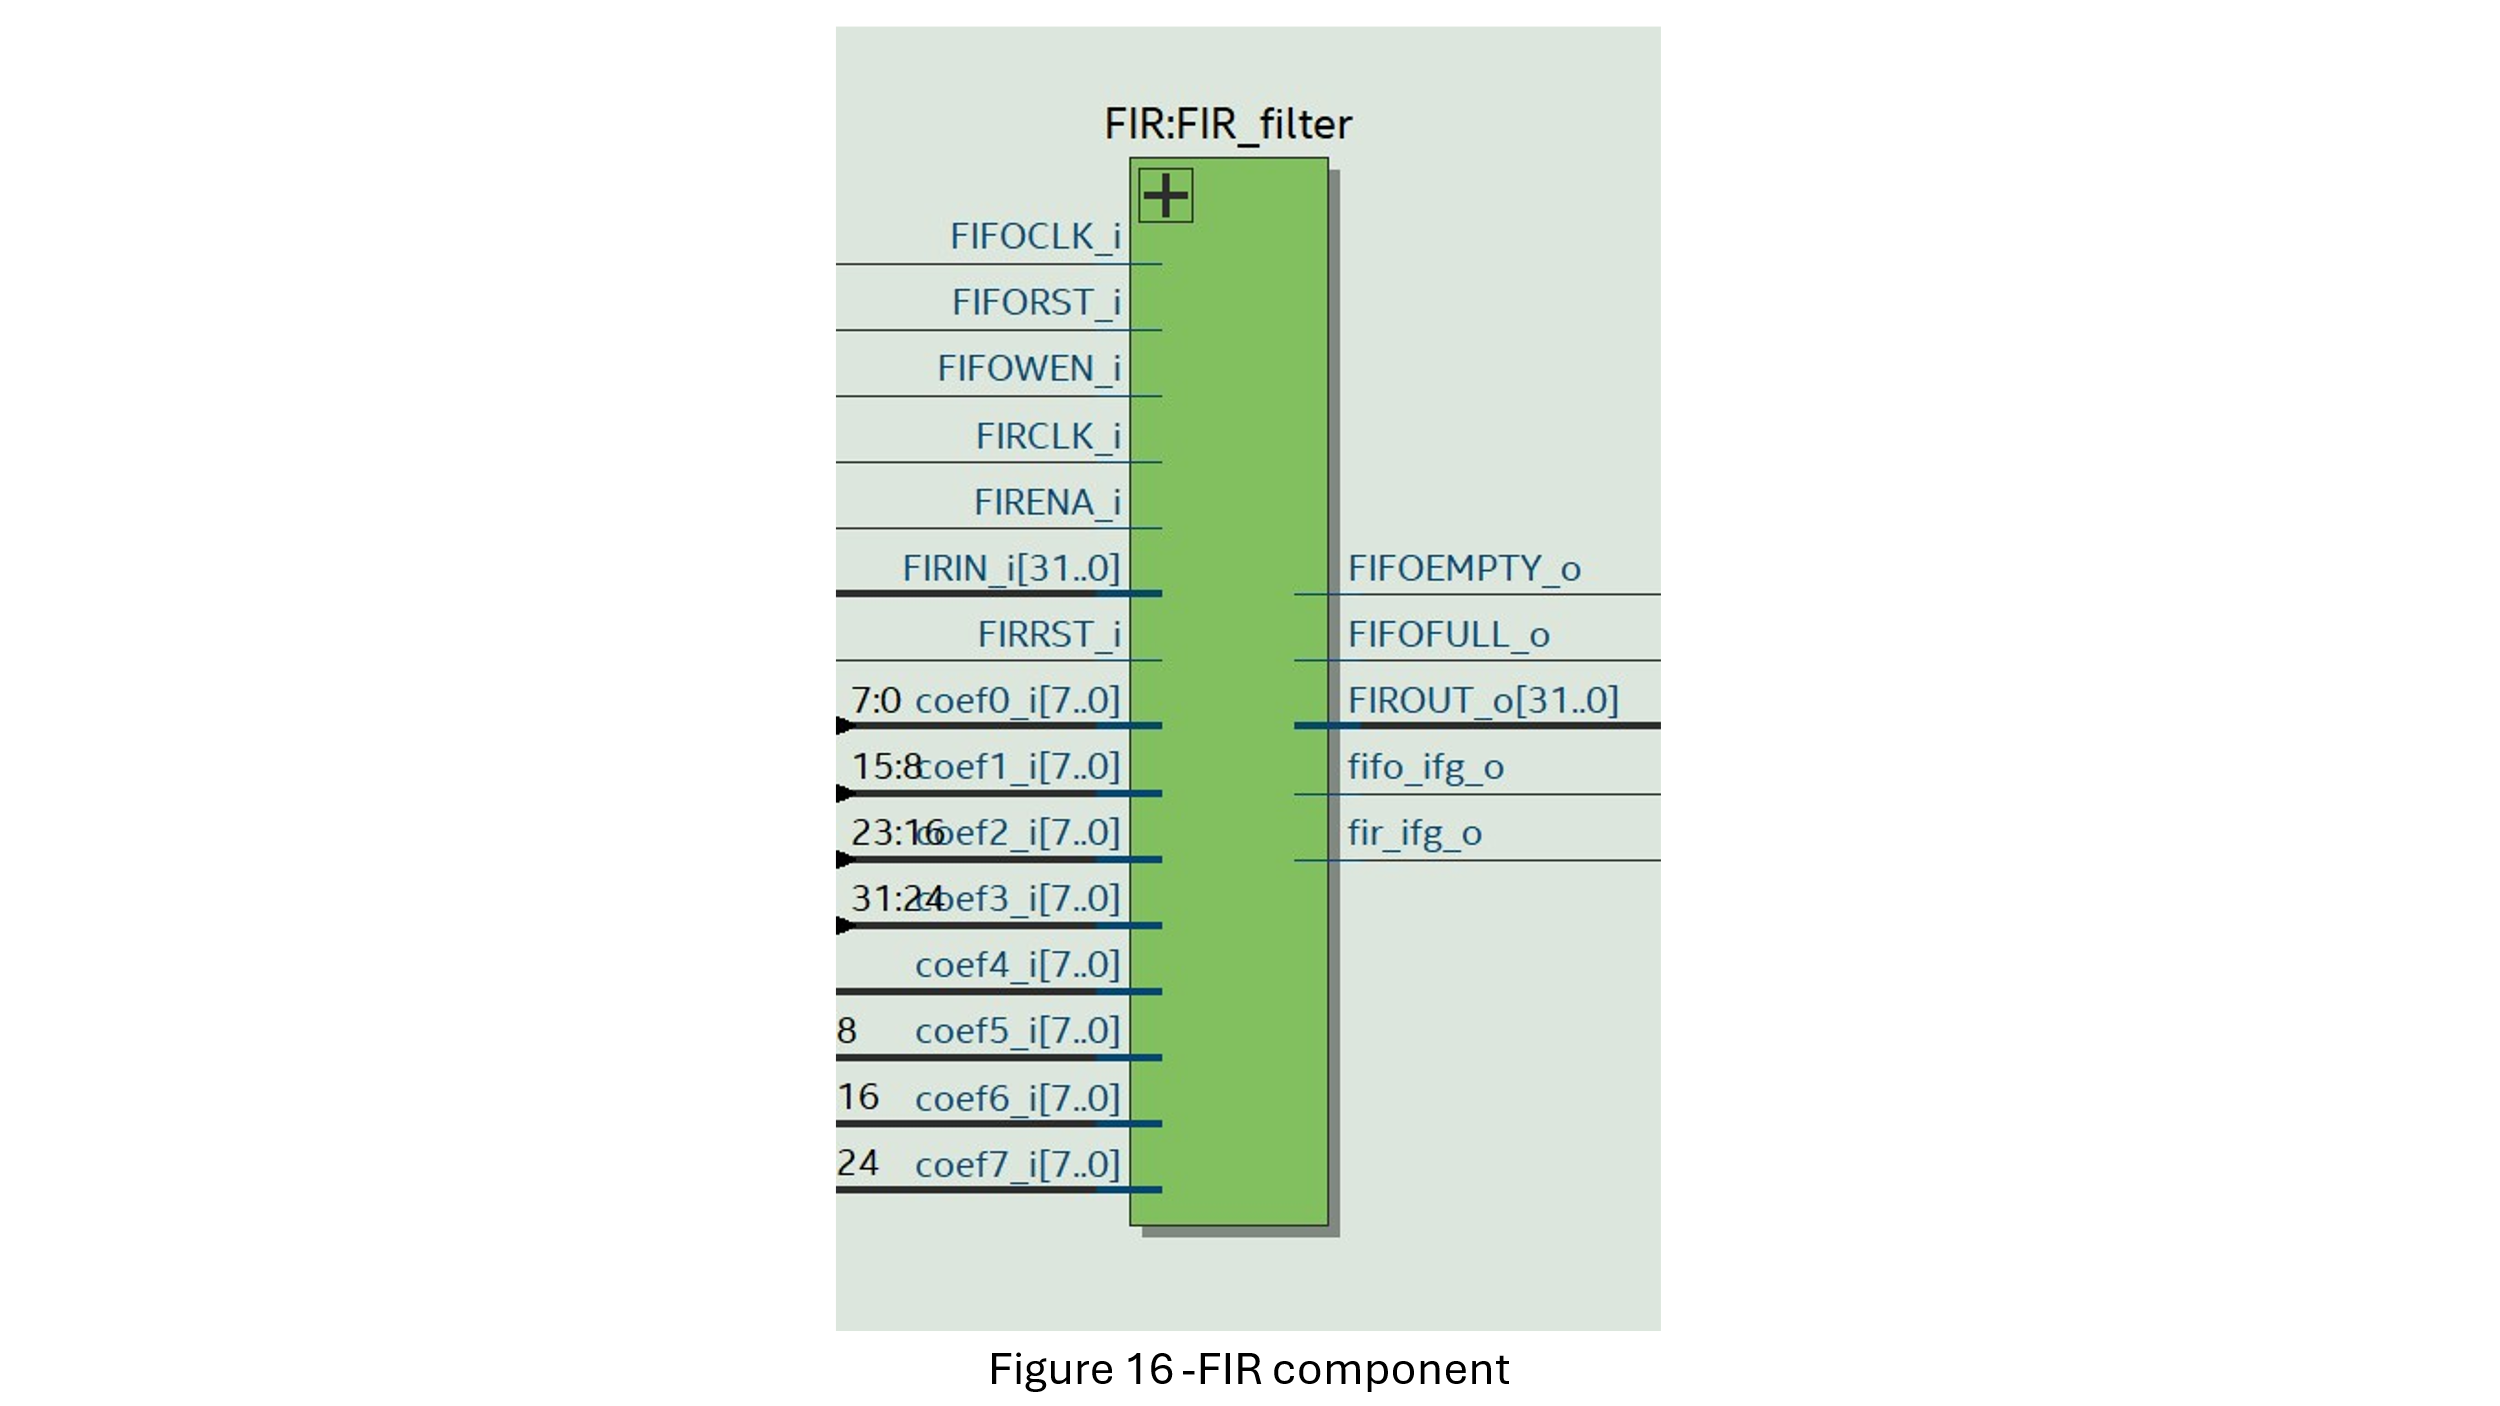 FIR:FIR_filter
FIFOCLK_i
FIFORST_i
FIFOWEN_i
FIRCLK_i
FIRENA_i
FIRIN_i[31..0] FIFOEMPTY_o
FIRRST_i FIFOFULL_o
7:0 coef0_i[7..0] FIROUT_o[31..0]
15:8 coef1_i[7..0] fifo_ifg_o
23:16 coef2_i[7..0] fir_ifg_o
31:24 coef3_i[7..0]
coef4_i[7..0]
8 coef5_i[7..0]
16 coef6_i[7..0]
24 coef7_i[7..0]
Figure 16 -FIR component